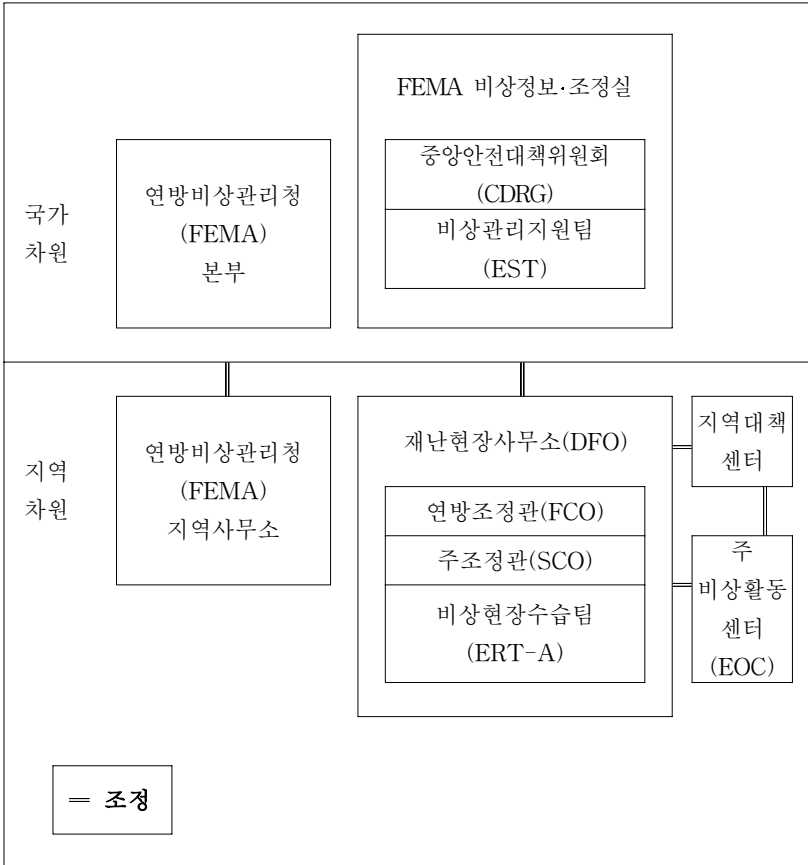 국가
차원
연방비상관리청
(FEMA)
본부
FEMA 비상정보·조정실
중앙안전대책위원회
(CDRG)
비상관리지원팀
(EST)
지역
차원
연방비상관리청
(FEMA)
지역사무소
재난현장사무소(DFO)
연방조정관(FCO)
주조정관(SCO)
비상현장수습팀
(ERT-A)
지역대책
센터
주
비상활동
센터
(EOC)
═ 조정